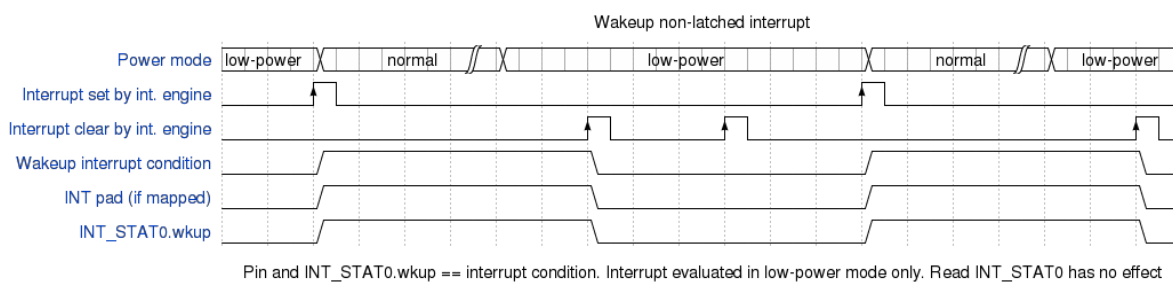 Wakeup non-latched interrupt
Power mode low-power normal low-power normal low-power
Interrupt set by int. engine
Interrupt clear by int. engine
Wakeup interrupt condition
INT pad (if mapped)
INT_STAT0.wkup
Pin and INT_STAT0.wkup == interrupt condition. Interrupt evaluated in low-power mode only. Read INT_STAT0 has no effect